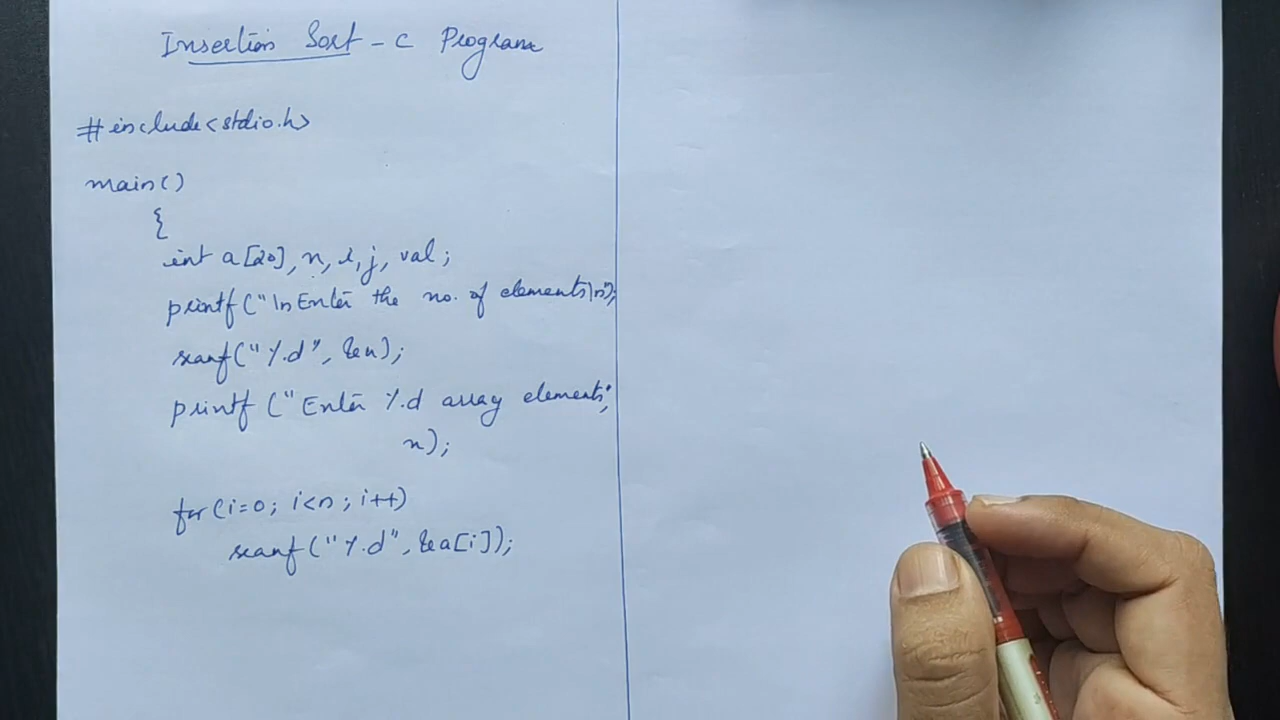 Insertion Sort - C Program
#include<stdio.h>
main()
{
int a[20], n, i, j, val;
printf("\nEnter the no. of elements\n");
scanf("%d", &n);
printf("Enter %d array elements",
n);
for(i=0; i<n; i++)
scanf("%d", &a[i]);